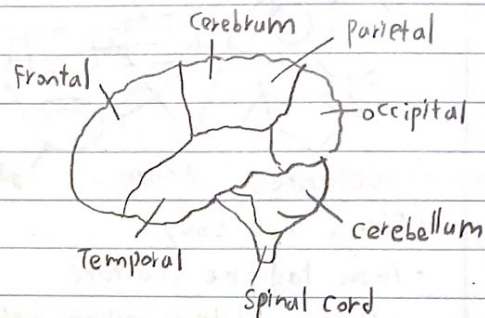 Cerebrum
Parietal
Frontal
occipital
Cerebellum
Temporal
Spinal cord